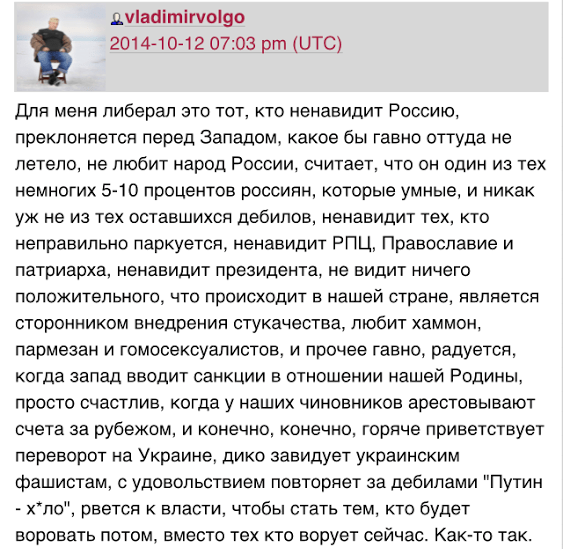 vladimirvolgo
2014-10-12 07:03 pm (UTC)
Для меня либерал это тот, кто ненавидит Россию,
преклоняется перед Западом, какое бы гавно оттуда не
летело, не любит народ России, считает, что он один из тех
немногих 5-10 процентов россиян, которые умные, и никак
уж не из тех оставшихся дебилов, ненавидит тех, кто
неправильно паркуется, ненавидит РПЦ, Православие и
патриарха, ненавидит президента, не видит ничего
положительного, что происходит в нашей стране, является
сторонником внедрения стукачества, любит хаммон,
пармезан и гомосексуалистов, и прочее гавно, радуется,
когда запад вводит санкции в отношении нашей Родины,
просто счастлив, когда у наших чиновников арестовывают
счета за рубежом, и конечно, конечно, горяче приветствует
переворот на Украине, дико завидует украинским
фашистам, с удовольствием повторяет за дебилами "Путин
- х*ло", рвется к власти, чтобы стать тем, кто будет
воровать потом, вместо тех кто ворует сейчас. Как-то так.